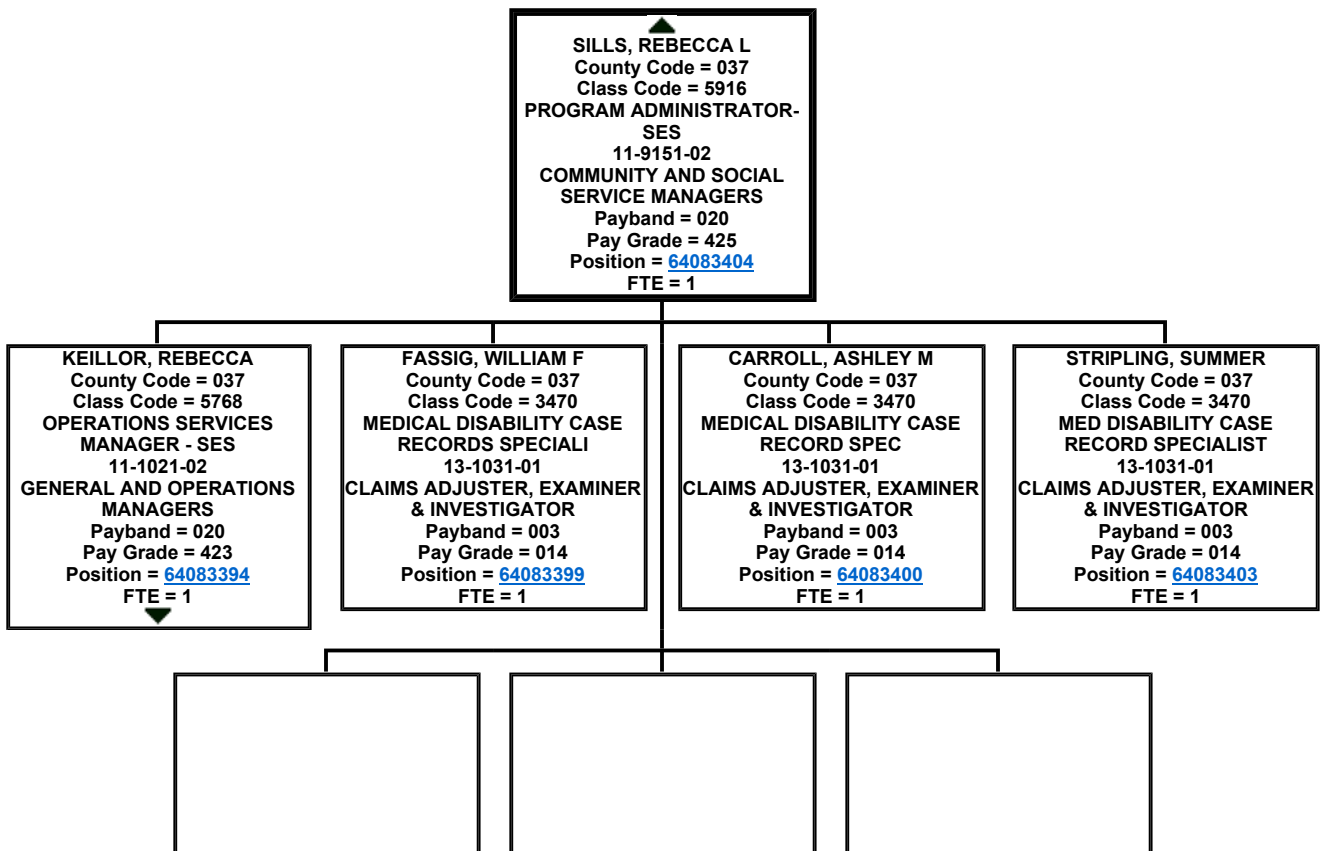 SILLS, REBECCA L
County Code = 037
Class Code = 5916
PROGRAM ADMINISTRATOR-
SES
11-9151-02
COMMUNITY AND SOCIAL
SERVICE MANAGERS
Payband = 020
Pay Grade = 425
Position = 64083404
FTE = 1
KEILLOR, REBECCA
County Code = 037
Class Code = 5768
OPERATIONS SERVICES
MANAGER - SES
11-1021-02
GENERAL AND OPERATIONS
MANAGERS
Payband = 020
Pay Grade = 423
Position = 64083394
FTE = 1
FASSIG, WILLIAM F
County Code = 037
Class Code = 3470
MEDICAL DISABILITY CASE
RECORDS SPECIALI
13-1031-01
CLAIMS ADJUSTER, EXAMINER
& INVESTIGATOR
Payband = 003
Pay Grade = 014
Position = 64083399
FTE = 1
CARROLL, ASHLEY M
County Code = 037
Class Code = 3470
MEDICAL DISABILITY CASE
RECORD SPEC
13-1031-01
CLAIMS ADJUSTER, EXAMINER
& INVESTIGATOR
Payband = 003
Pay Grade = 014
Position = 64083400
FTE = 1
STRIPLING, SUMMER
County Code = 037
Class Code = 3470
MED DISABILITY CASE
RECORD SPECIALIST
13-1031-01
CLAIMS ADJUSTER, EXAMINER
& INVESTIGATOR
Payband = 003
Pay Grade = 014
Position = 64083403
FTE = 1